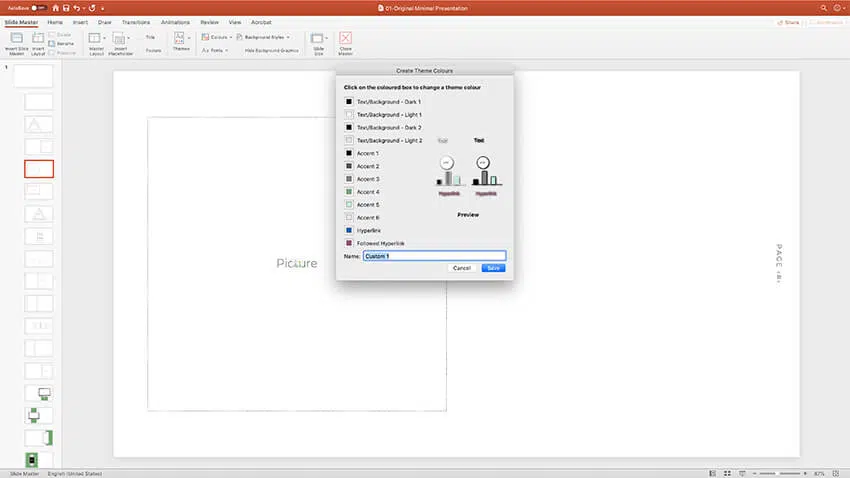 AutoSave
01-Original Minimal Presentation
Slide Master Home Insert Draw Transitions Animations Review View Acrobat
Share Comments
Insert Slide Master
Insert Layout
Delete
Rename
Preserve
Master Layout
Insert Placeholder
Title
Footers
Themes
Colours
Fonts
Background Styles
Hide Background Graphics
Slide Size
Close Master
1
Create Theme Colours
Click on the coloured box to change a theme colour
Text/Background - Dark 1
Text/Background - Light 1
Text/Background - Dark 2
Text/Background - Light 2
Accent 1
Accent 2
Accent 3
Accent 4
Accent 5
Accent 6
Hyperlink
Followed Hyperlink
Text Text
Hyperlink Hyperlink
Preview
Name: Custom 1
Cancel Save
Picture
PAGE ‹#›
Slide Master English (United States)
87%